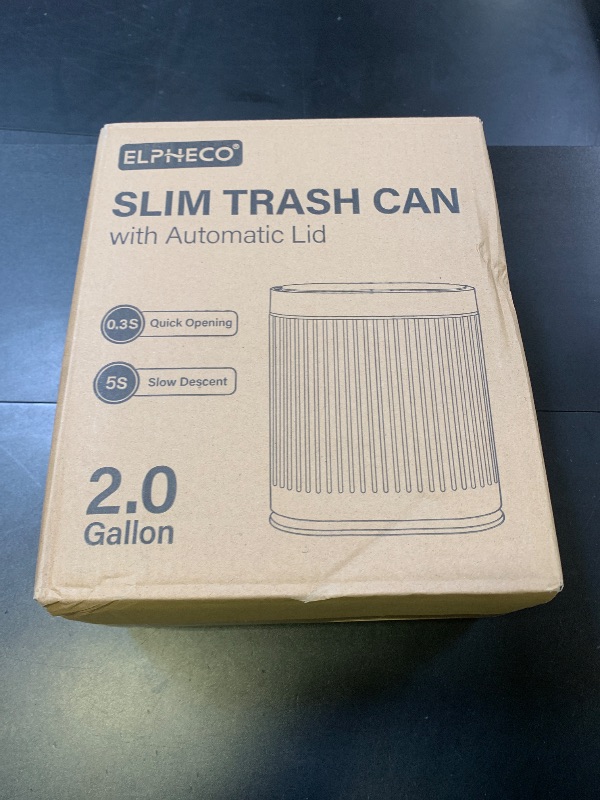 ELPHECO®
SLIM TRASH CAN
with Automatic Lid
0.3S Quick Opening
5S Slow Descent
2.0
Gallon